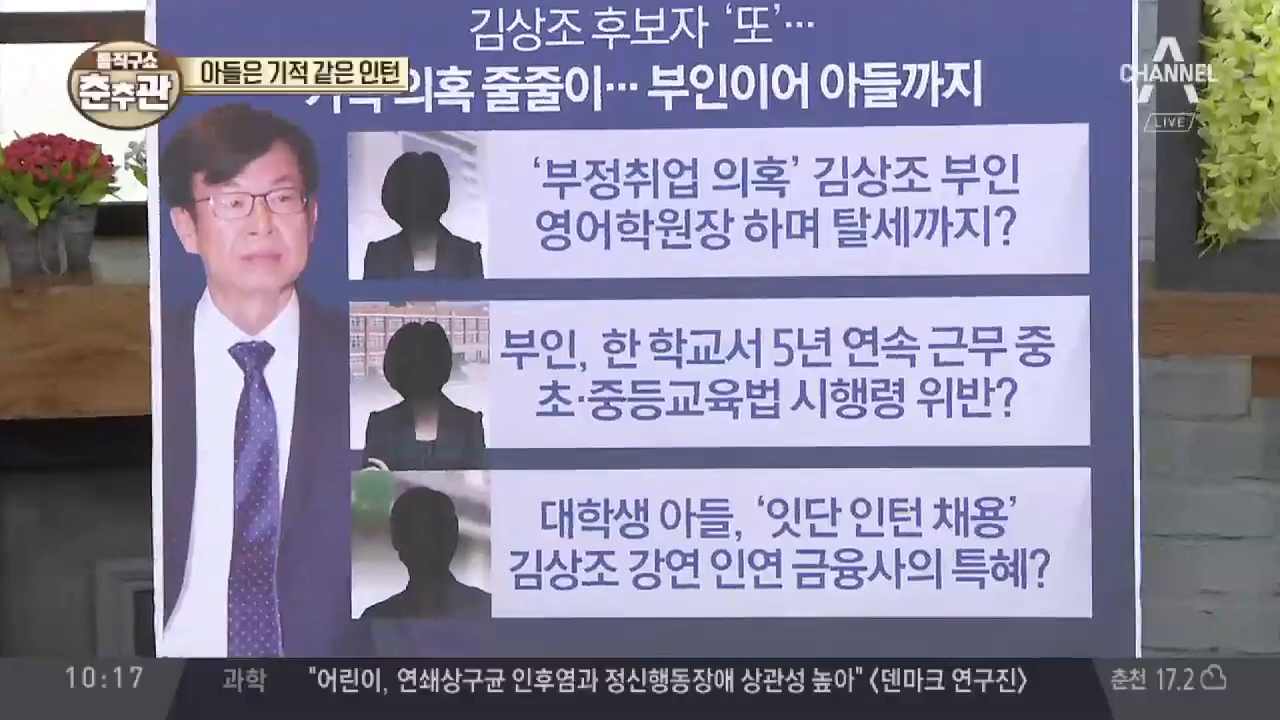 김상조 후보자 ‘또’…
돌직구쇼
춘추관
아들은 기적 같은 인턴
의혹 줄줄이… 부인이어 아들까지
CHANNEL A
LIVE
‘부정취업 의혹’ 김상조 부인
영어학원장 하며 탈세까지?
부인, 한 학교서 5년 연속 근무 중
초·중등교육법 시행령 위반?
대학생 아들, ‘잇단 인턴 채용’
김상조 강연 인연 금융사의 특혜?
10:17 과학 "어린이, 연쇄상구균 인후염과 정신행동장애 상관성 높아" 〈덴마크 연구진〉 춘천 17.2